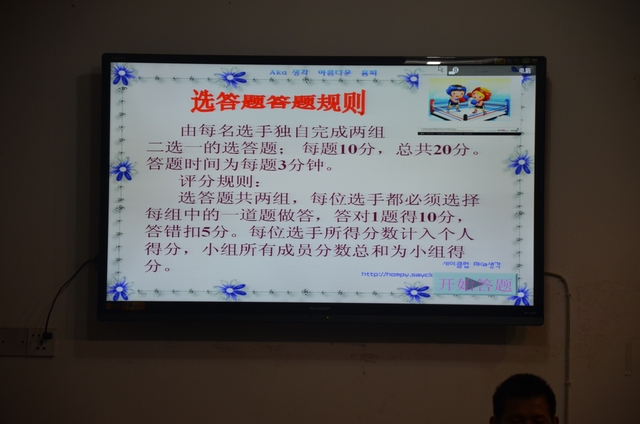 생각 아름다운
选答题答题规则
由每名选手独自完成两组
二选一的选答题；每题10分，总共20分。
答题时间为每题3分钟。
评分规则：
选答题共两组，每位选手都必须选择
每组中的一道题做答，答对1题得10分，
答错扣5分。每位选手所得分数计入个人
得分，小组所有成员分数总和为小组得
分。
开始答题